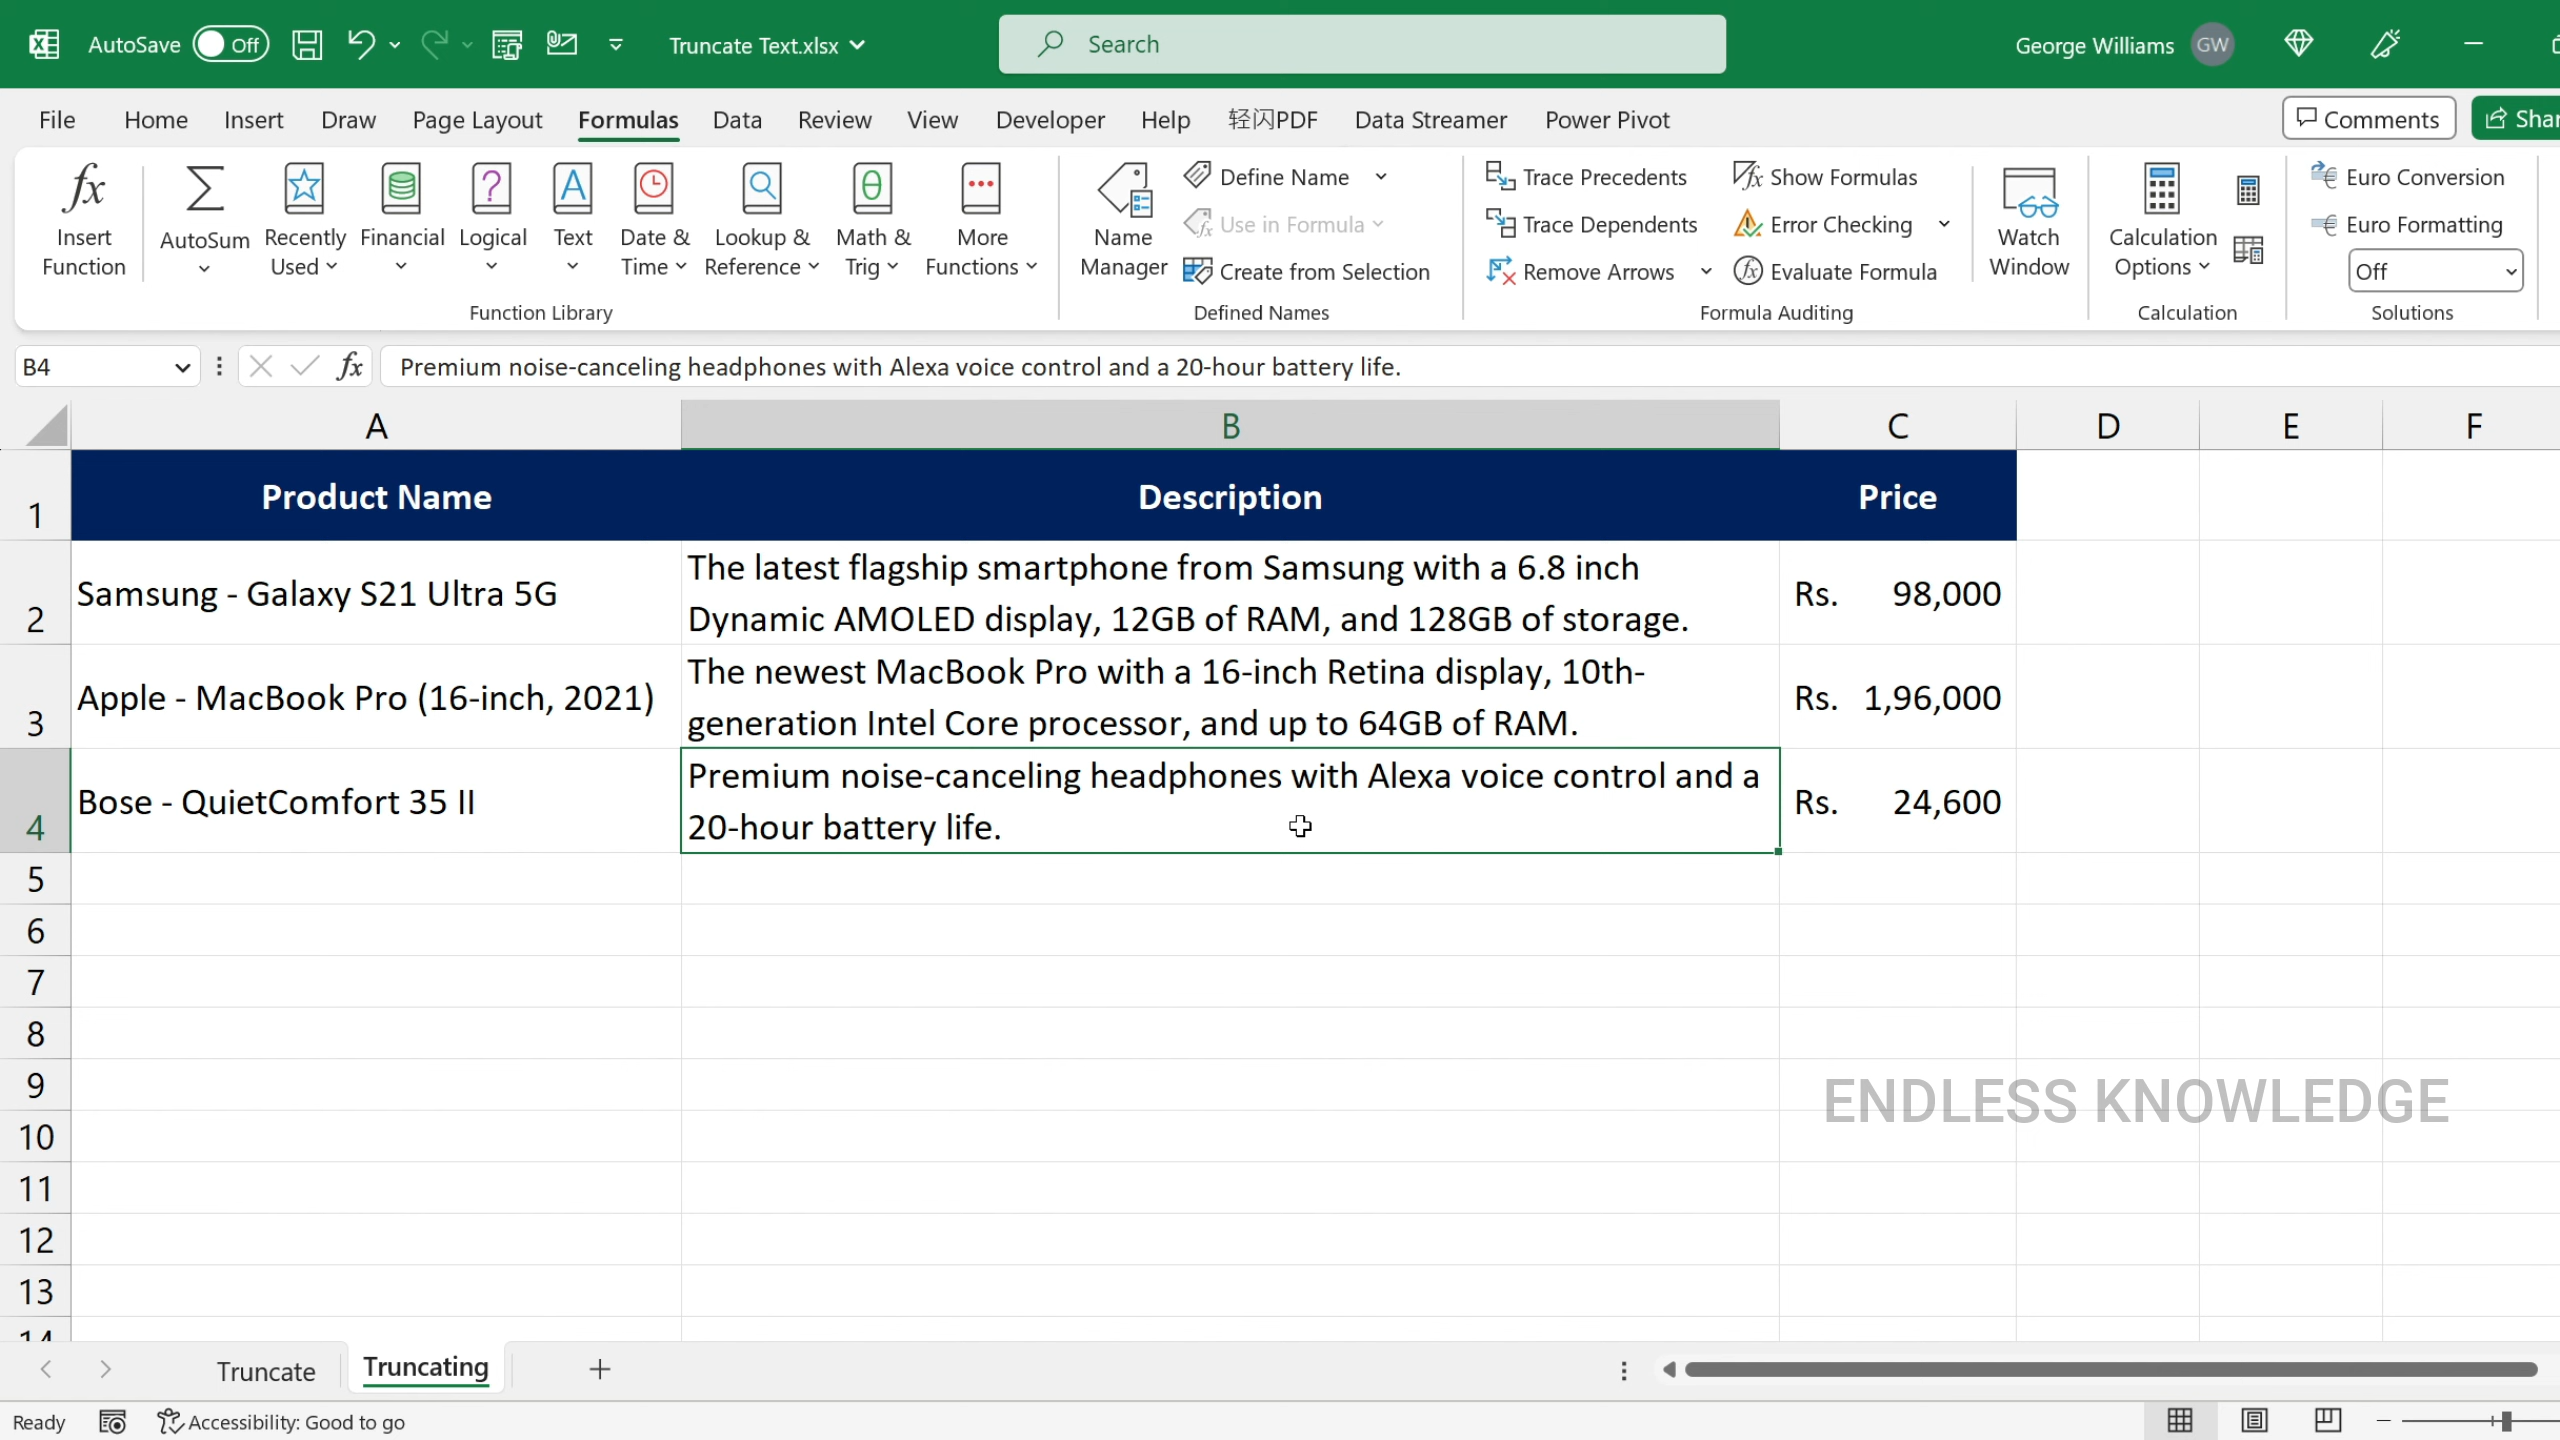 AutoSave Off Truncate Text.xlsx Search George Williams GW
File Home Insert Draw Page Layout Formulas Data Review View Developer Help 轻闪PDF Data Streamer Power Pivot Comments
Insert Function AutoSum Recently Used Financial Logical Text Date & Time Lookup & Reference Math & Trig More Functions
Function Library
Name Manager Define Name
Use in Formula
Create from Selection
Defined Names
Trace Precedents Show Formulas
Trace Dependents Error Checking
Remove Arrows Evaluate Formula
Formula Auditing
Watch Window
Calculation Options
Calculation
Euro Conversion
Euro Formatting
Off
Solutions
B4 fx Premium noise-canceling headphones with Alexa voice control and a 20-hour battery life.
A B C D E F
1 Product Name Description Price
2 Samsung - Galaxy S21 Ultra 5G The latest flagship smartphone from Samsung with a 6.8 inch
Dynamic AMOLED display, 12GB of RAM, and 128GB of storage. Rs. 98,000
3 Apple - MacBook Pro (16-inch, 2021) The newest MacBook Pro with a 16-inch Retina display, 10th-
generation Intel Core processor, and up to 64GB of RAM. Rs. 1,96,000
4 Bose - QuietComfort 35 II Premium noise-canceling headphones with Alexa voice control and a
20-hour battery life. Rs. 24,600
5
6
7
8
9
ENDLESS KNOWLEDGE
10
11
12
13
14
Truncate Truncating
Ready Accessibility: Good to go